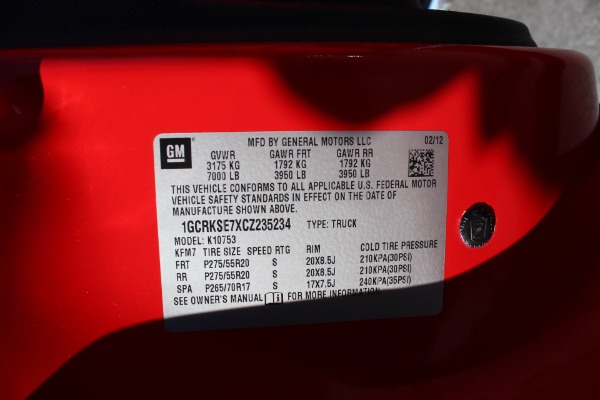 GM
MFD BY GENERAL MOTORS LLC 02/12
GVWR GAWR FRT GAWR RR
3175 KG 1792 KG 1792 KG
7000 LB 3950 LB 3950 LB
THIS VEHICLE CONFORMS TO ALL APPLICABLE U.S. FEDERAL MOTOR
VEHICLE SAFETY STANDARDS IN EFFECT ON THE DATE OF
MANUFACTURE SHOWN ABOVE.
1GCRKSE7XCZ235234 TYPE: TRUCK
MODEL: K10753
KFM7 TIRE SIZE SPEED RTG RIM COLD TIRE PRESSURE
FRT P275/55R20 S 20X8.5J 210KPA(30PSI)
RR P275/55R20 S 20X8.5J 210KPA(30PSI)
SPA P265/70R17 S 17X7.5J 240KPA(35PSI)
SEE OWNER'S MANUAL FOR MORE INFORMATION